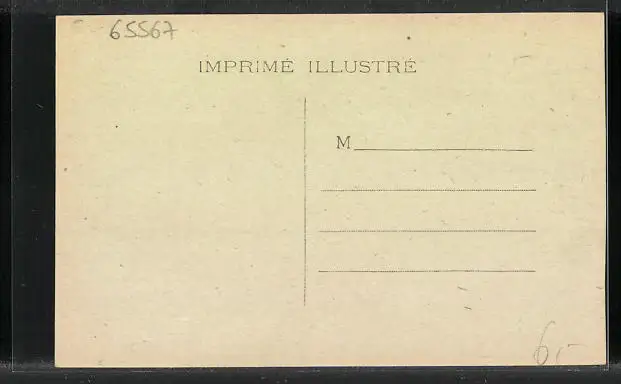 65567
IMPRIMÉ ILLUSTRÉ
M
6,-